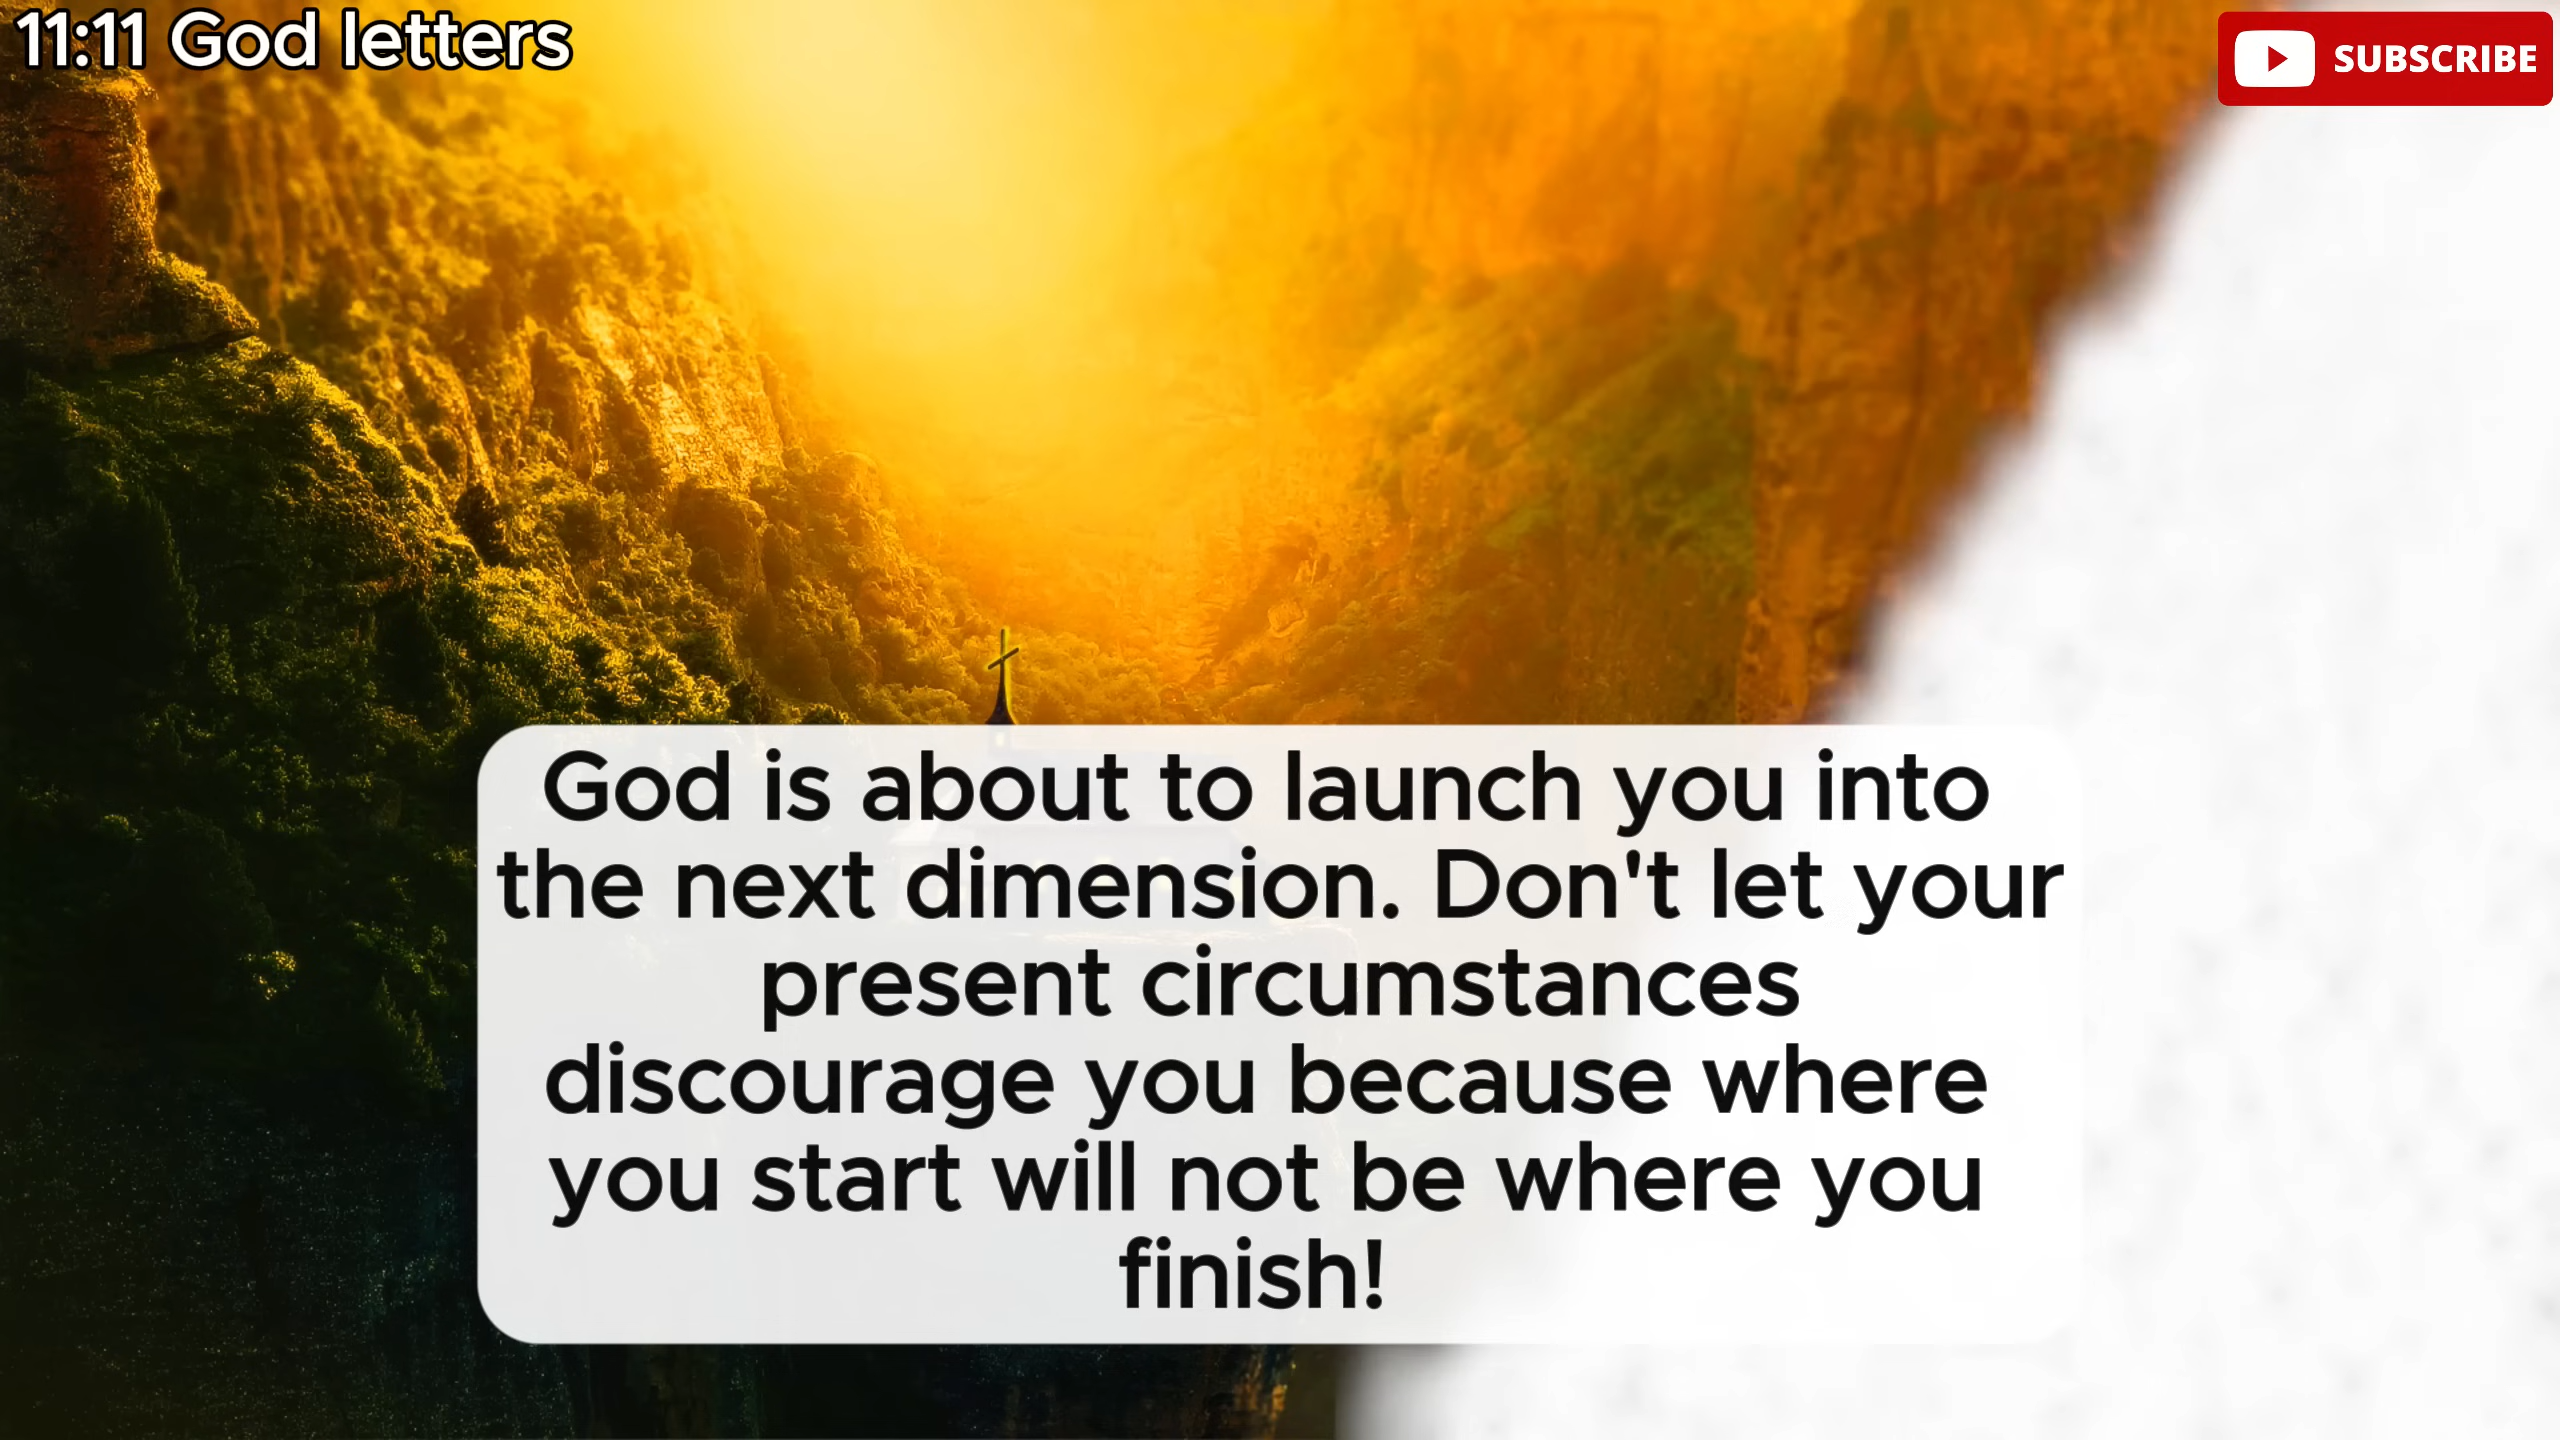 11:11 God letters
SUBSCRIBE
God is about to launch you into
the next dimension. Don't let your
present circumstances
discourage you because where
you start will not be where you
finish!